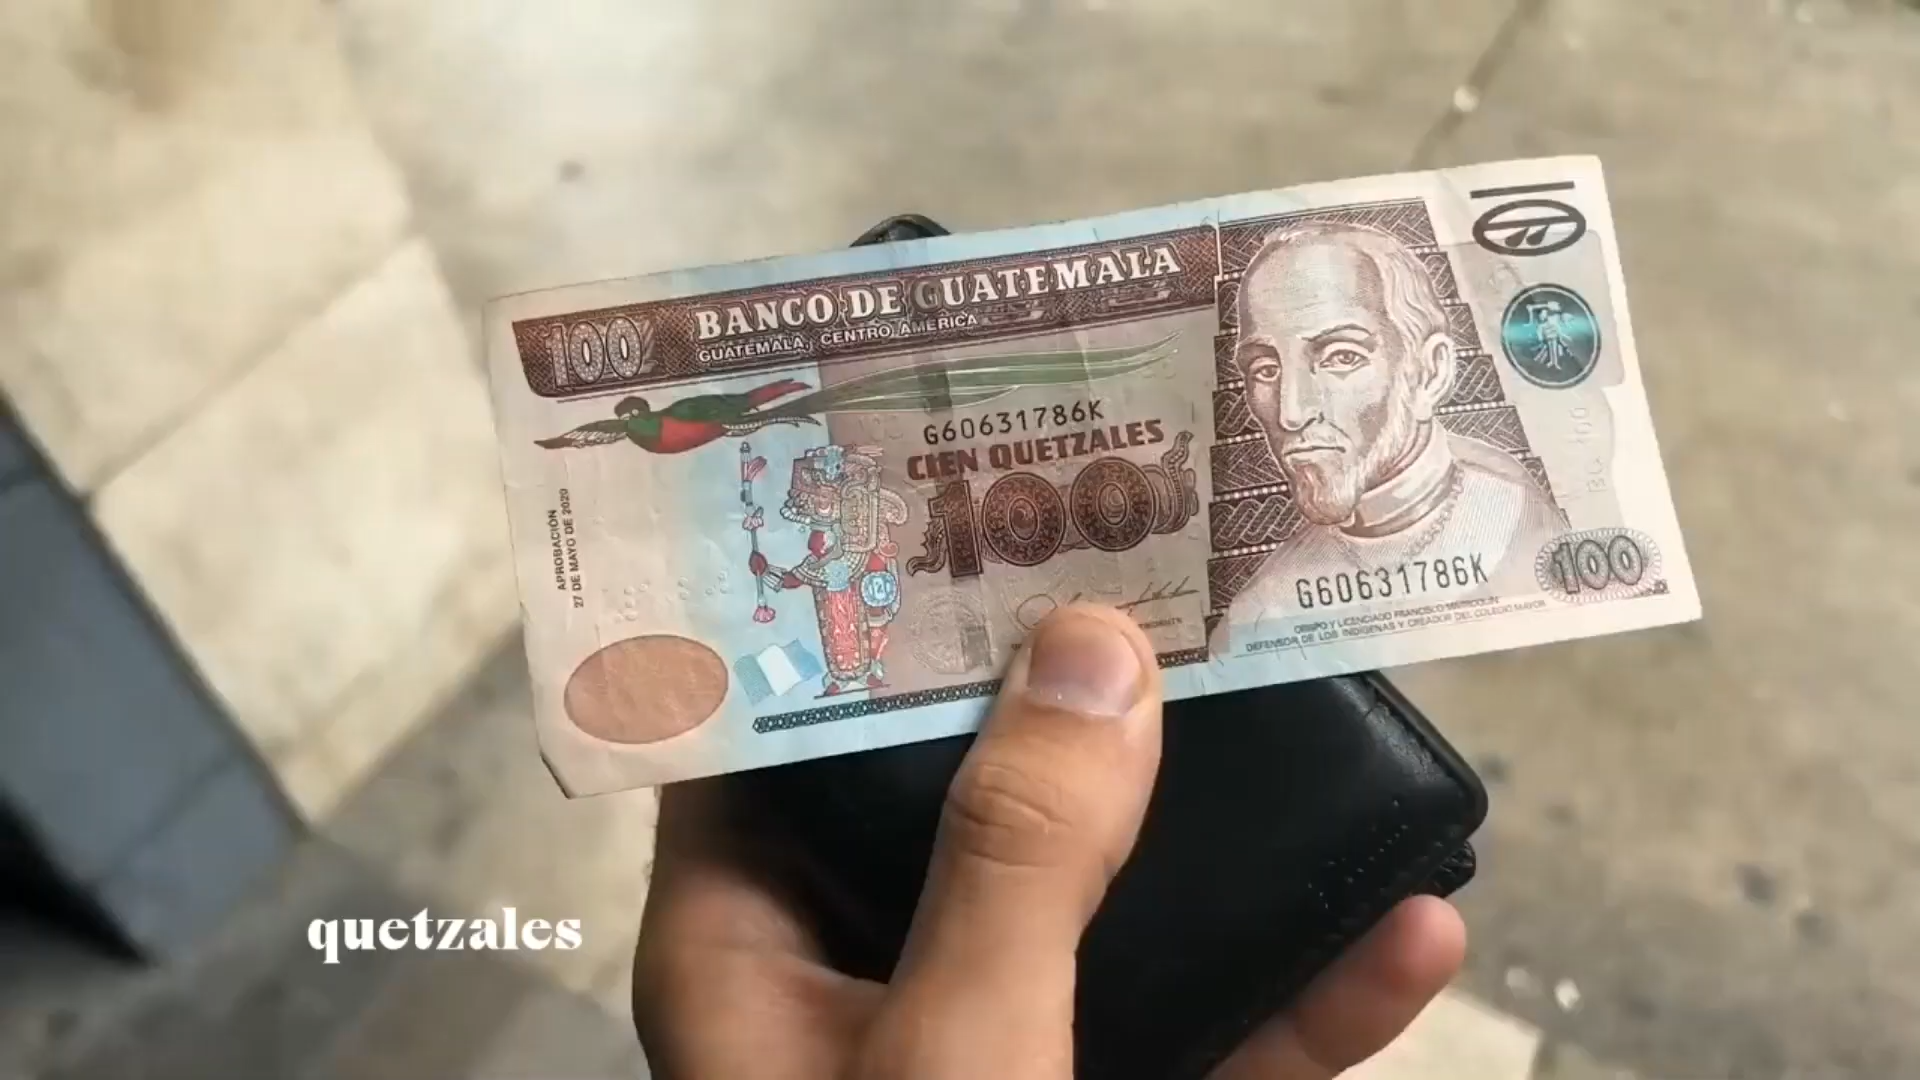 100
BANCO DE GUATEMALA
GUATEMALA, CENTRO AMERICA
G60631786K
CIEN QUETZALES
100
APROBACIÓN
27 DE MAYO DE 2020
G60631786K
100
OBISPO Y LICENCIADO FRANCISCO MARROQUIN
DEFENSOR DE LOS INDIGENAS Y CREADOR DEL COLEGIO MAYOR
quetzales